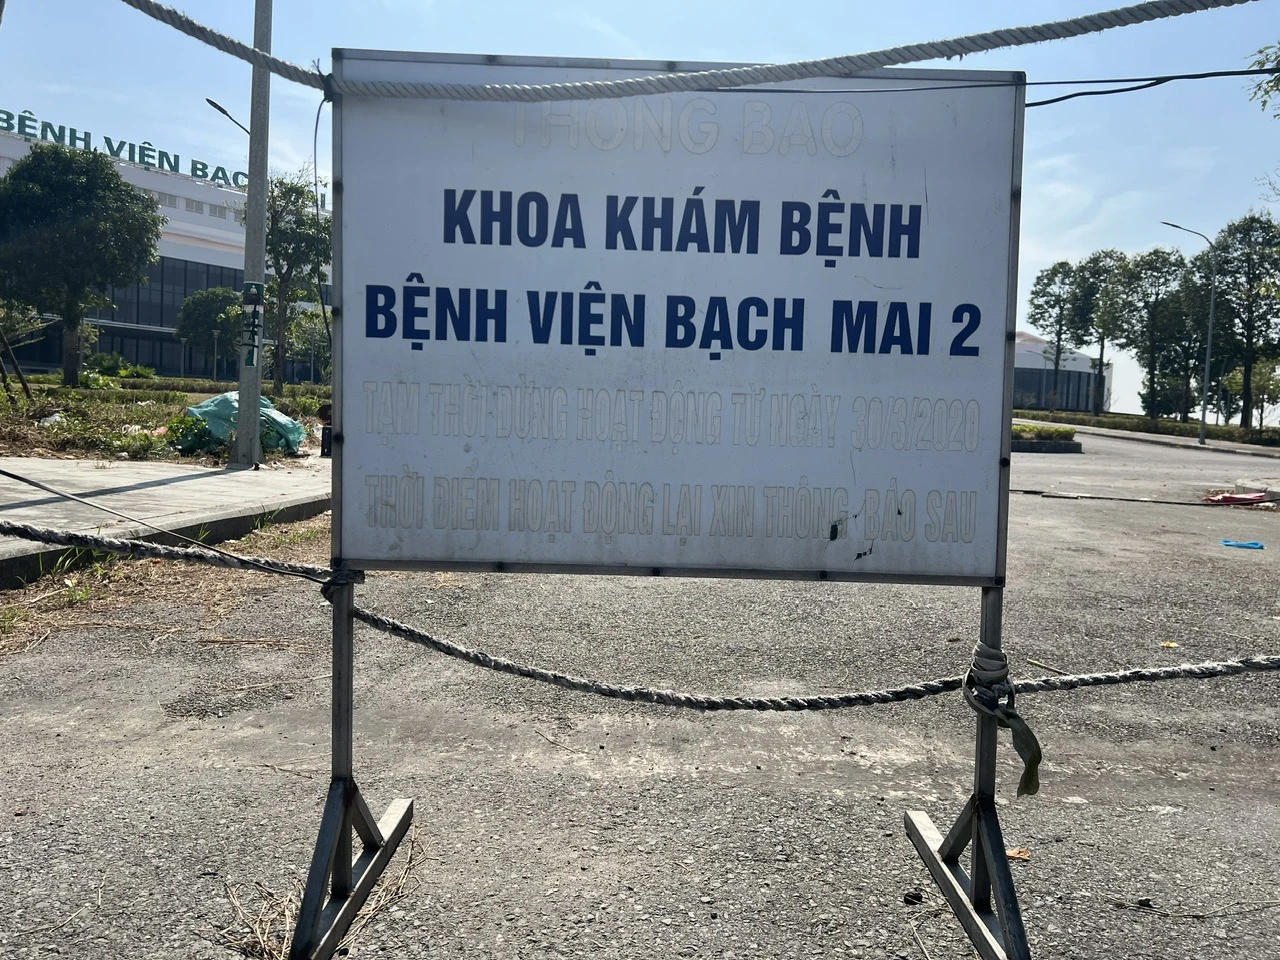 BỆNH VIỆN BẠCH
THÔNG BÁO
KHOA KHÁM BỆNH
BỆNH VIỆN BẠCH MAI 2
TẠM THỜI DỪNG HOẠT ĐỘNG TỪ NGÀY 30/3/2020
THỜI ĐIỂM HOẠT ĐỘNG LẠI XIN THÔNG BÁO SAU